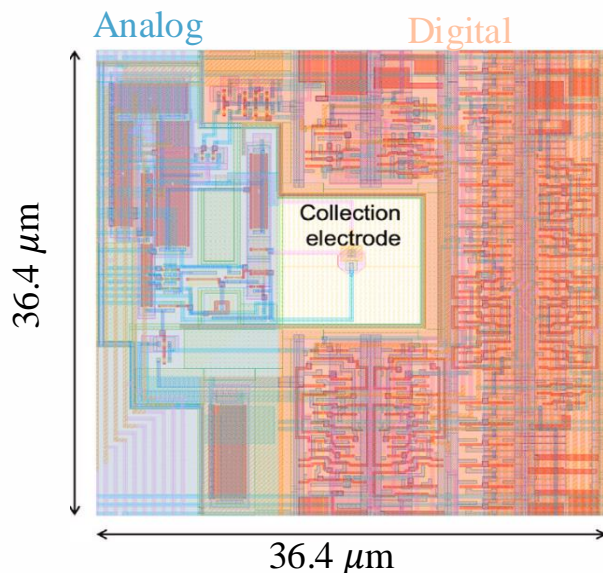 Analog
Digital
Collection
electrode
36.4 μm
36.4 μm